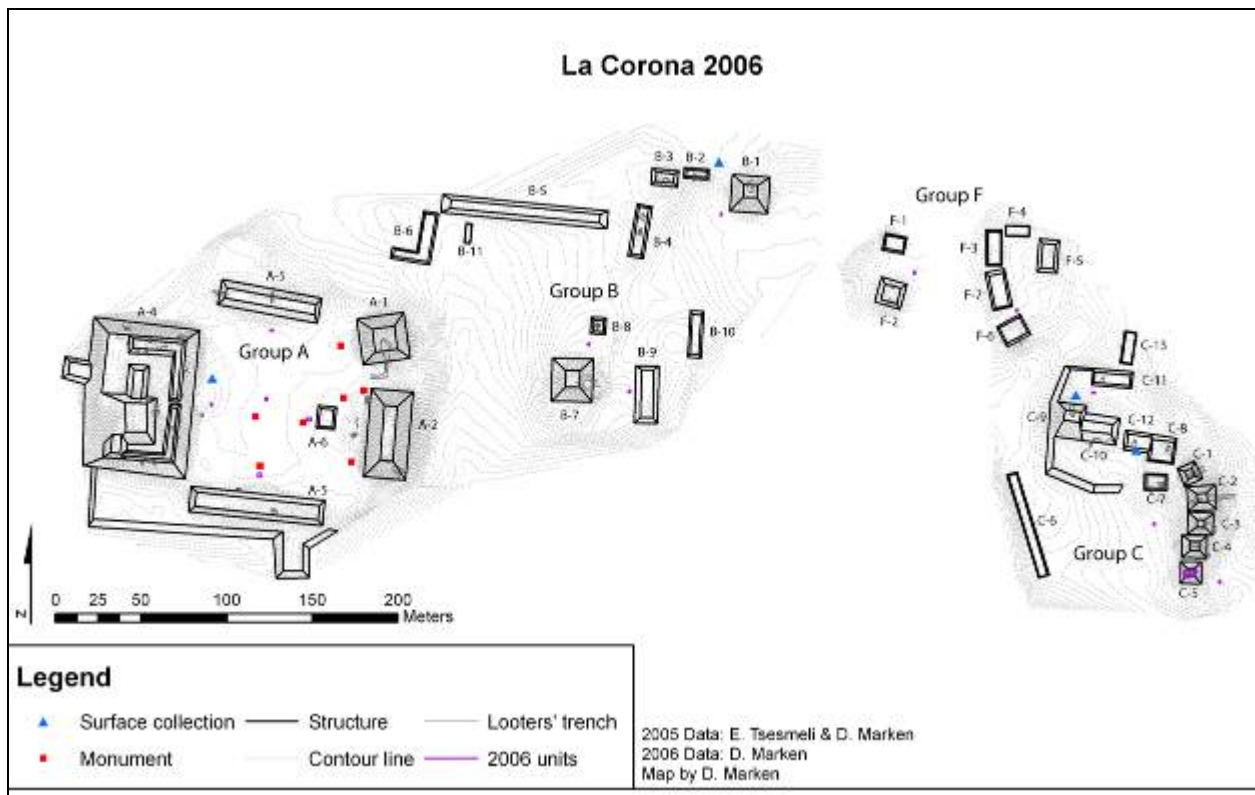 La Corona 2006
B-3
B-2
B-1
B-5
B-6
B-11
B-4
Group F
F-1
F-4
F-3
F-5
F-2
F-6
A-1
A-4
Group A
Group B
B-8
B-10
B-9
B-7
A-2
A-6
A-5
C-11
C-9
C-12
C-8
C-10
C-1
C-2
C-7
C-3
C-6
C-4
Group C
C-5
N
0 25 50 100 150 200
Meters
Legend
Surface collection Structure Looters' trench
Monument Contour line 2006 units
2005 Data: E. Tsesmeli & D. Marken
2006 Data: D. Marken
Map by D. Marken